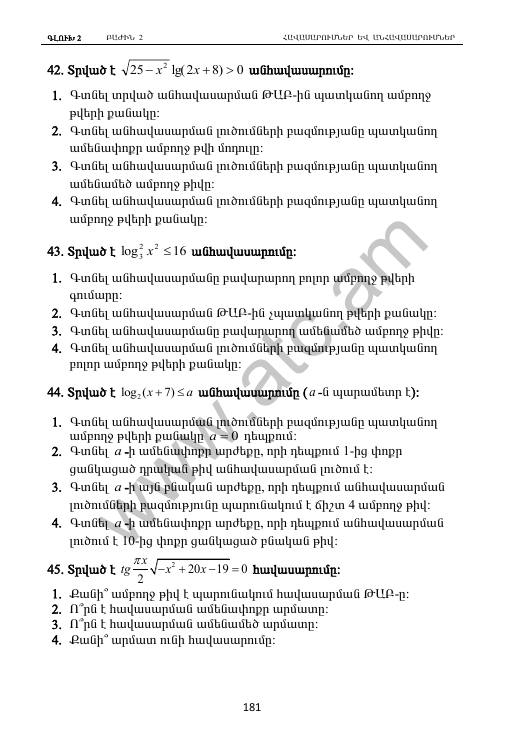 ԳԼՈՒԽ 2 ԲԱԺԻՆ 2 ՀԱՎԱՍԱՐՈՒՄՆԵՐ ԵՎ ԱՆՀԱՎԱՍԱՐՈՒՄՆԵՐ
42. Տրված է √(25 − x²) lg(2x + 8) > 0 անհավասարումը:
1. Գտնել տրված անհավասարման ԹԱԲ-ին պատկանող ամբողջ
թվերի քանակը:
2. Գտնել անհավասարման լուծումների բազմությանը պատկանող
ամենափոքր ամբողջ թվի մոդուլը:
3. Գտնել անհավասարման լուծումների բազմությանը պատկանող
ամենամեծ ամբողջ թիվը:
4. Գտնել անհավասարման լուծումների բազմությանը պատկանող
ամբողջ թվերի քանակը:
43. Տրված է log₃² x² ≤ 16 անհավասարումը:
1. Գտնել անհավասարմանը բավարարող բոլոր ամբողջ թվերի
գումարը:
2. Գտնել անհավասարման ԹԱԲ-ին չպատկանող թվերի քանակը:
3. Գտնել անհավասարմանը բավարարող ամենամեծ ամբողջ թիվը:
4. Գտնել անհավասարման լուծումների բազմությանը պատկանող
բոլոր ամբողջ թվերի քանակը:
44. Տրված է log₂(x + 7) ≤ a անհավասարումը (a -ն պարամետր է):
1. Գտնել անհավասարման լուծումների բազմությանը պատկանող
ամբողջ թվերի քանակը a = 0 դեպքում:
2. Գտնել a -ի ամենափոքր արժեքը, որի դեպքում 1-ից փոքր
ցանկացած դրական թիվ անհավասարման լուծում է:
3. Գտնել a -ի այն բնական արժեքը, որի դեպքում անհավասարման
լուծումների բազմությունը պարունակում է ճիշտ 4 ամբողջ թիվ:
4. Գտնել a -ի ամենափոքր արժեքը, որի դեպքում անհավասարման
լուծում է 10-ից փոքր ցանկացած բնական թիվ:
45. Տրված է tg πx/2 √(−x² + 20x − 19) = 0 հավասարումը:
1. Քանի՞ ամբողջ թիվ է պարունակում հավասարման ԹԱԲ-ը:
2. Ո՞րն է հավասարման ամենափոքր արմատը:
3. Ո՞րն է հավասարման ամենամեծ արմատը:
4. Քանի՞ արմատ ունի հավասարումը:
181
www.atc.am